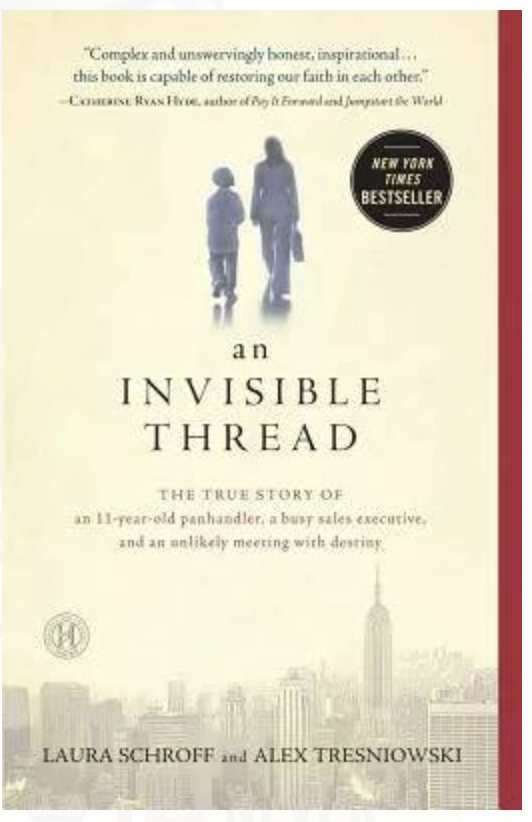 “Complex and unswervingly honest, inspirational…
this book is capable of restoring our faith in each other.”
—CATHERINE RYAN HYDE, author of Pay It Forward and Jumpstart the World
NEW YORK
TIMES
BESTSELLER
an
INVISIBLE
THREAD
THE TRUE STORY OF
an 11-year-old panhandler, a busy sales executive,
and an unlikely meeting with destiny
H
LAURA SCHROFF and ALEX TRESNIOWSKI